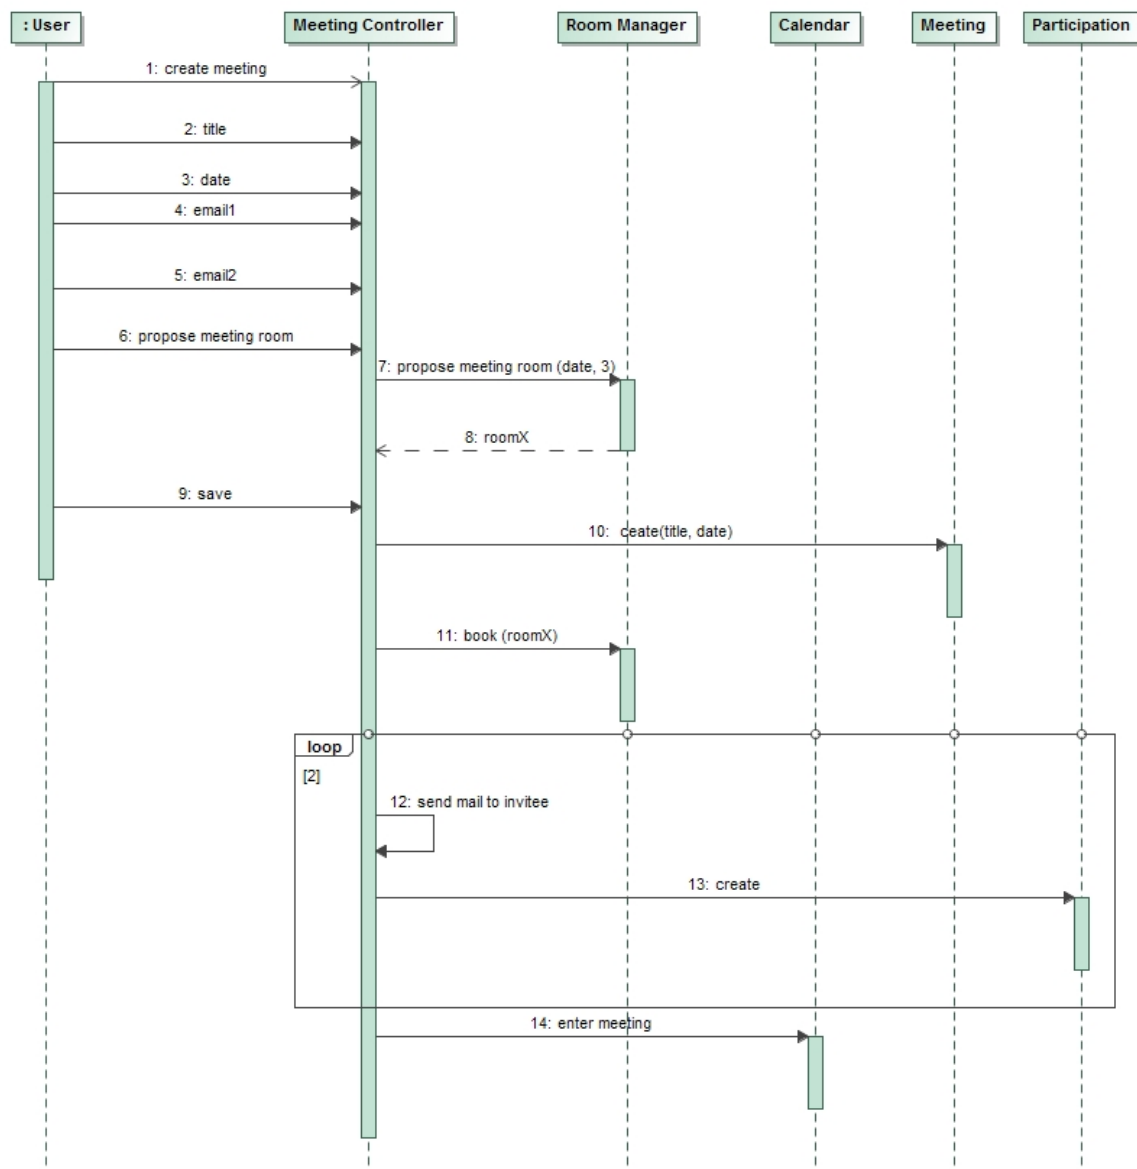 : User
Meeting Controller
Room Manager
Calendar
Meeting
Participation
1: create meeting
2: title
3: date
4: email1
5: email2
6: propose meeting room
7: propose meeting room (date, 3)
8: roomX
9: save
10: ceate(title, date)
11: book (roomX)
loop
[2]
12: send mail to invitee
13: create
14: enter meeting